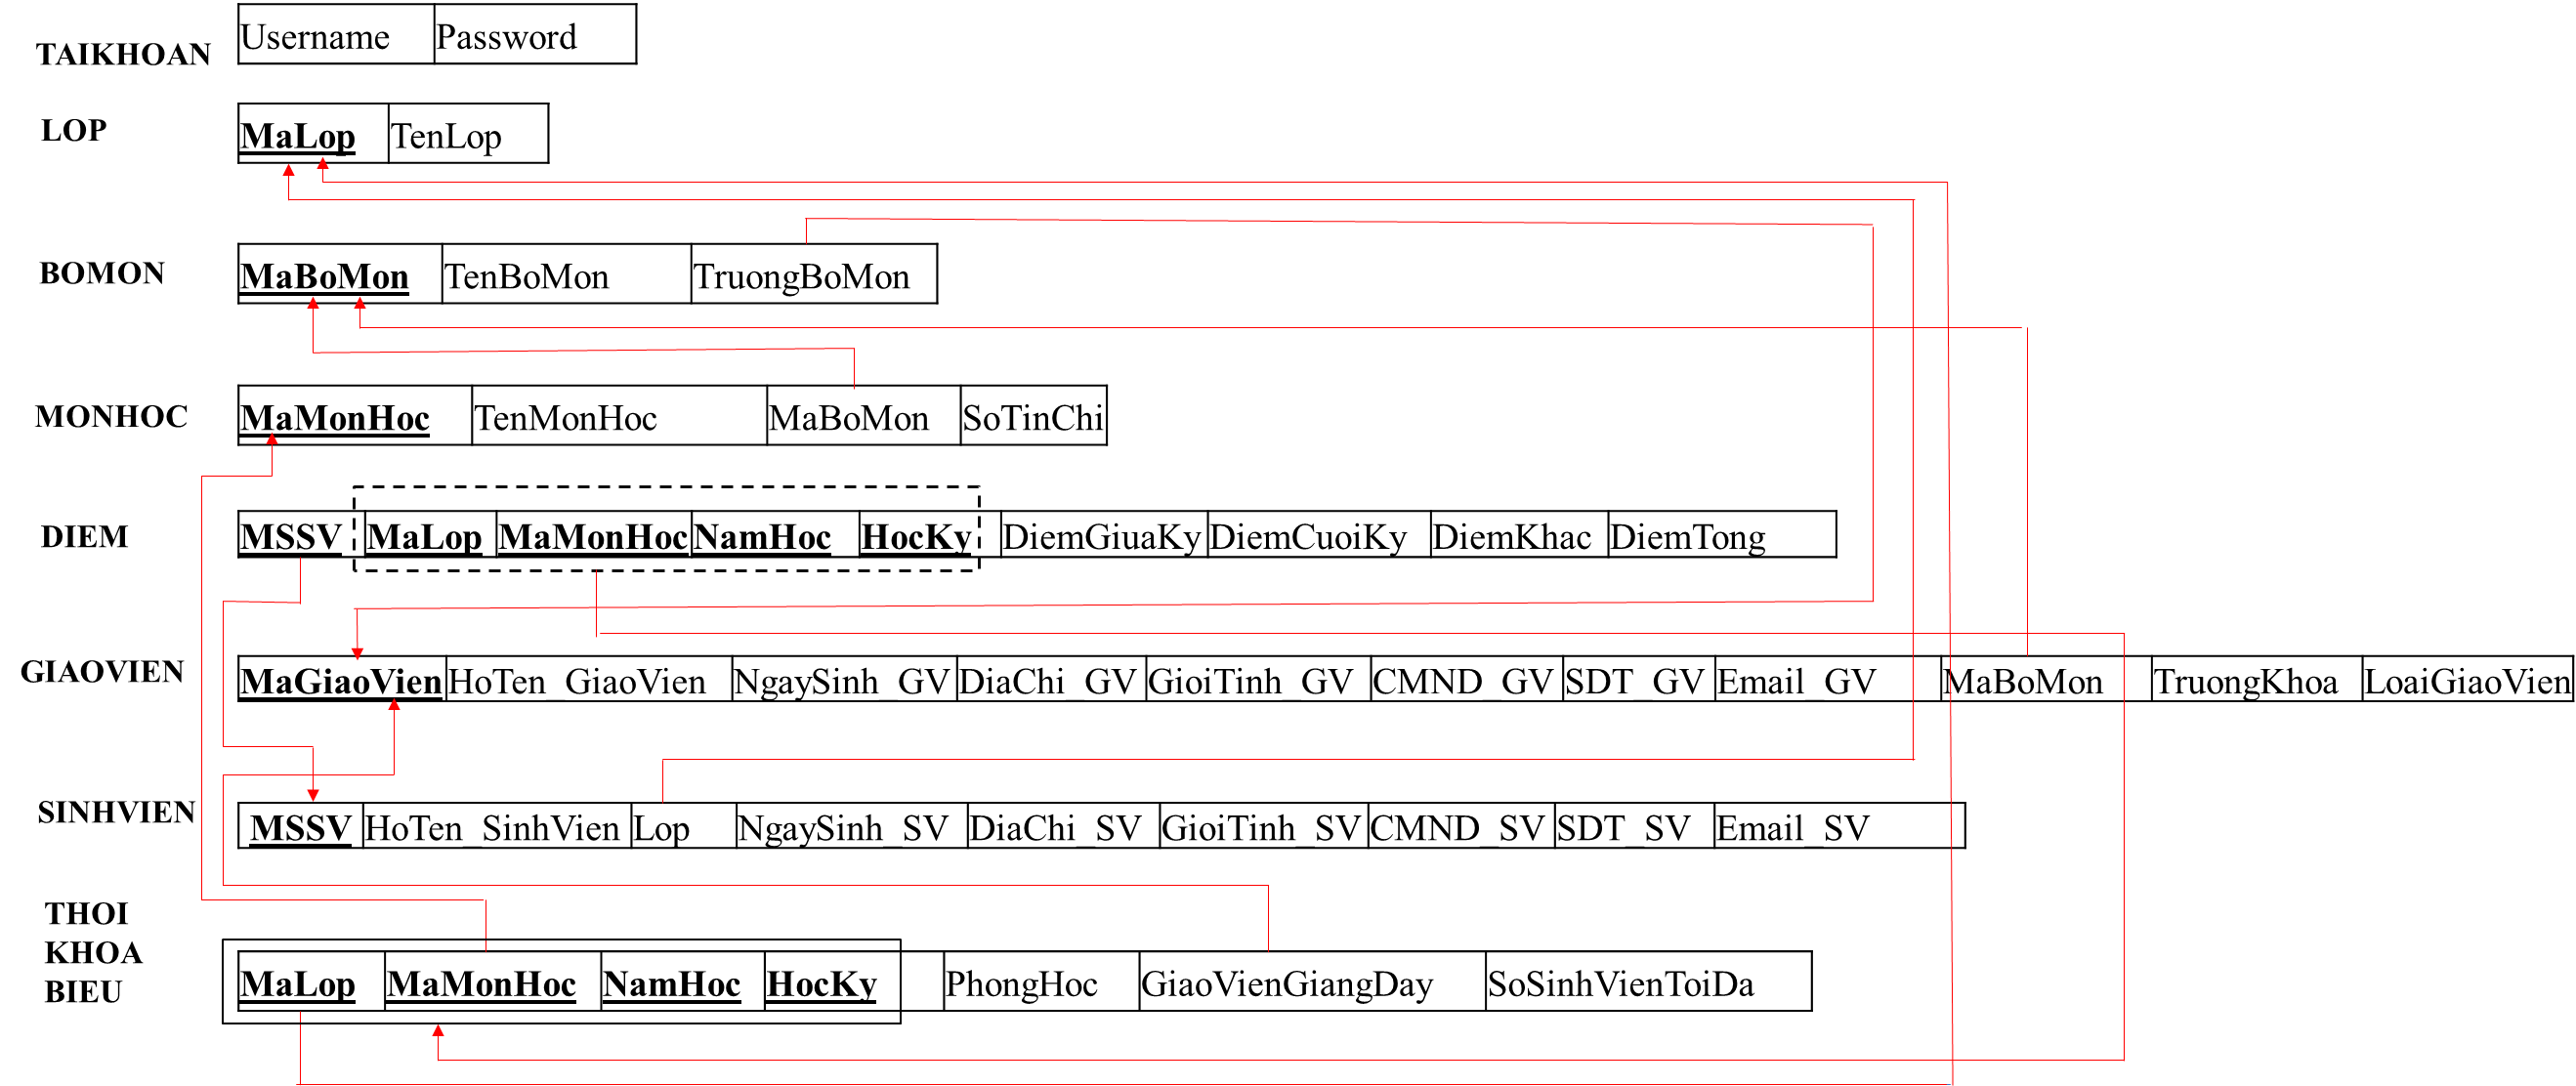 TAIKHOAN Username Password
LOP MaLop TenLop
BOMON MaBoMon TenBoMon TruongBoMon
MONHOC MaMonHoc TenMonHoc MaBoMon SoTinChi
DIEM MSSV MaLop MaMonHoc NamHoc HocKy DiemGiuaKy DiemCuoiKy DiemKhac DiemTong
GIAOVIEN MaGiaoVien HoTen_GiaoVien NgaySinh_GV DiaChi_GV GioiTinh_GV CMND_GV SDT_GV Email_GV MaBoMon TruongKhoa LoaiGiaoVien
SINHVIEN MSSV HoTen_SinhVien Lop NgaySinh_SV DiaChi_SV GioiTinh_SV CMND_SV SDT_SV Email_SV
THOI
KHOA
BIEU
MaLop MaMonHoc NamHoc HocKy PhongHoc GiaoVienGiangDay SoSinhVienToiDa